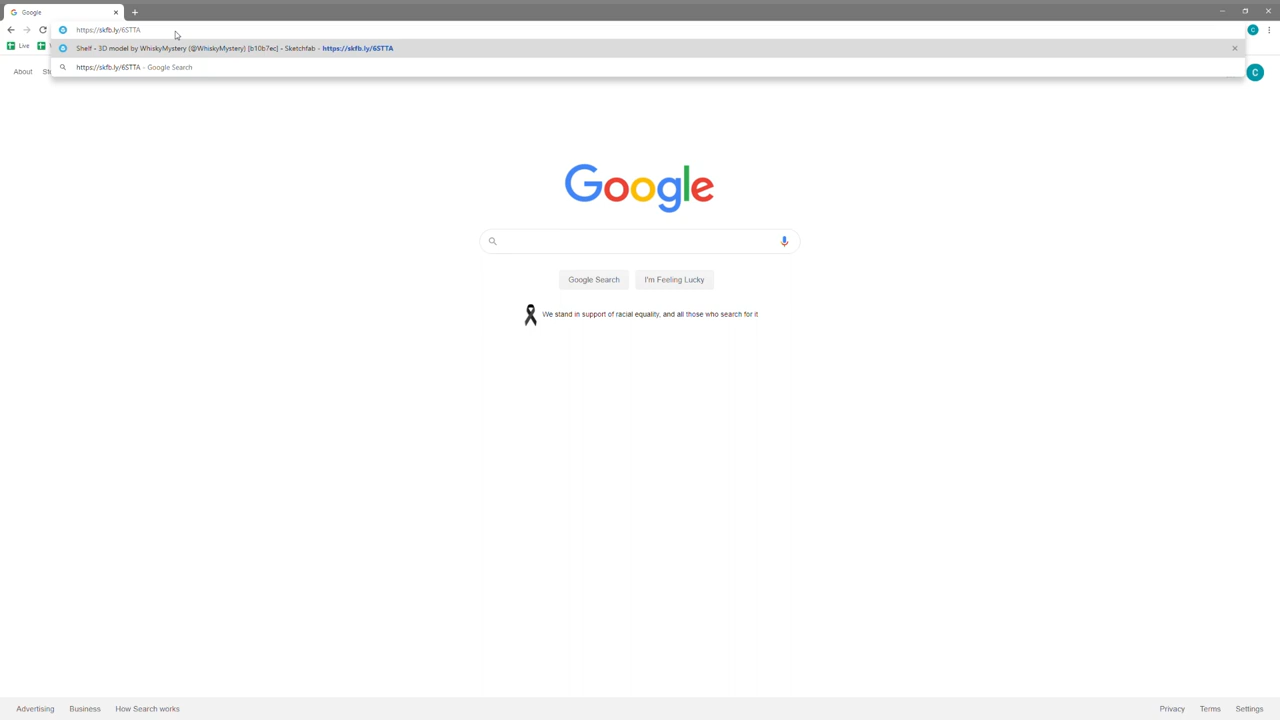 Google
https://skfb.ly/6STTA
Shelf - 3D model by WhiskyMystery (@WhiskyMystery) [b10b7ec] - Sketchfab - https://skfb.ly/6STTA
https://skfb.ly/6STTA - Google Search
Live
About
C
C
Google
Google Search
I'm Feeling Lucky
We stand in support of racial equality, and all those who search for it
Advertising Business How Search works
Privacy Terms Settings